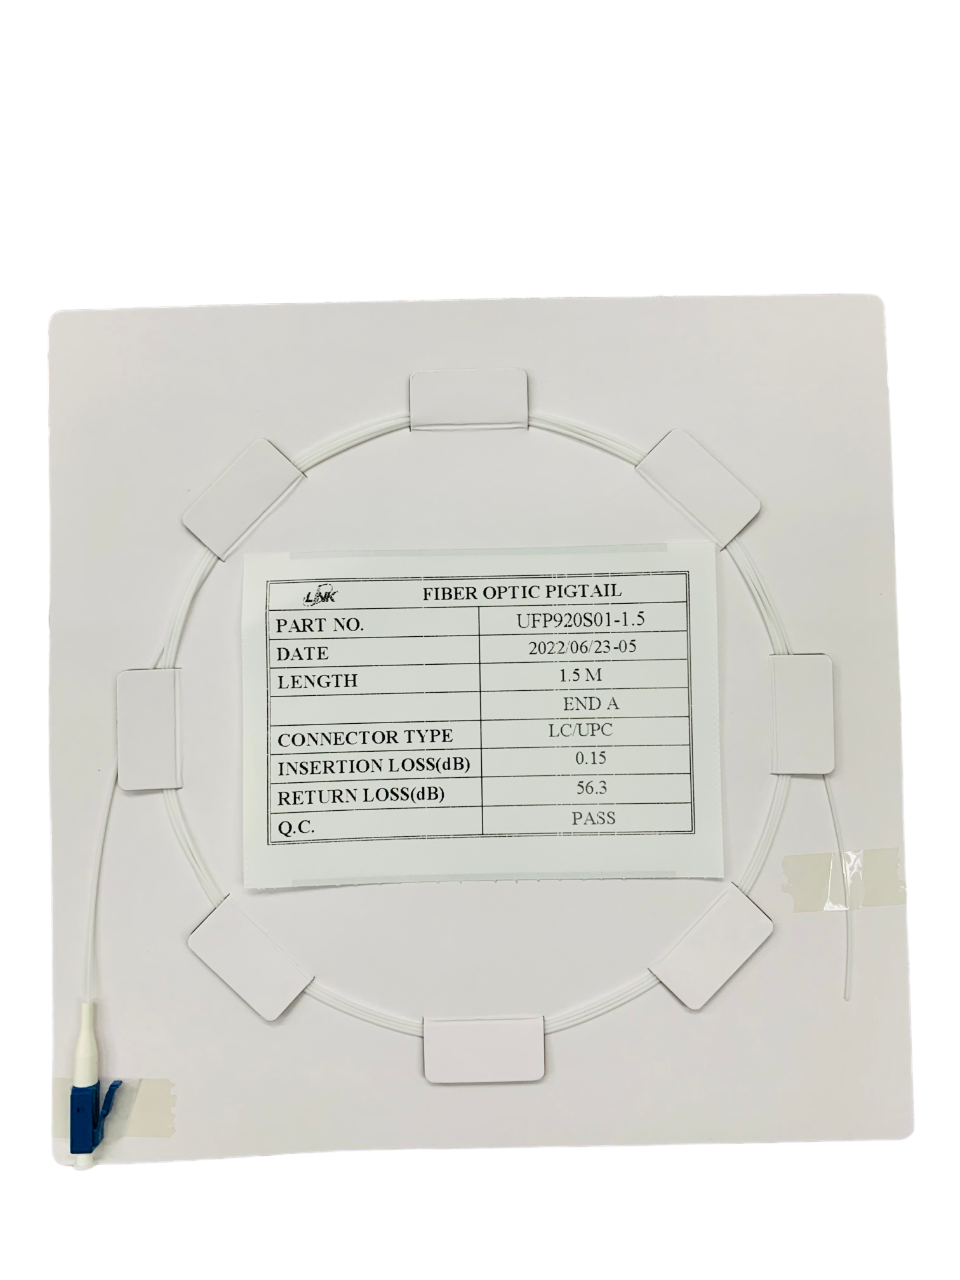 LINK FIBER OPTIC PIGTAIL
PART NO. UFP920S01-1.5
DATE 2022/06/23-05
LENGTH 1.5 M
END A
CONNECTOR TYPE LC/UPC
INSERTION LOSS(dB) 0.15
RETURN LOSS(dB) 56.3
Q.C. PASS